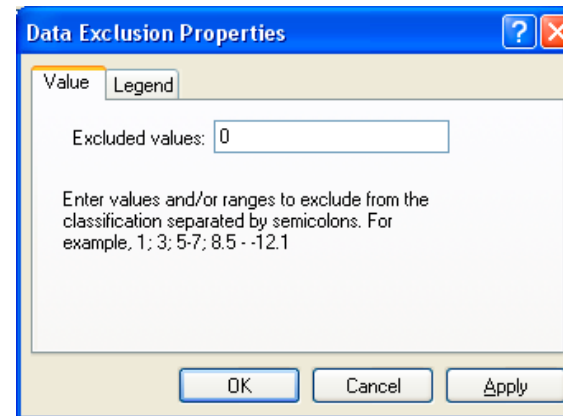 Data Exclusion Properties
Value Legend
Excluded values: 0
Enter values and/or ranges to exclude from the
classification separated by semicolons. For
example, 1; 3; 5-7; 8.5 - -12.1
OK Cancel Apply